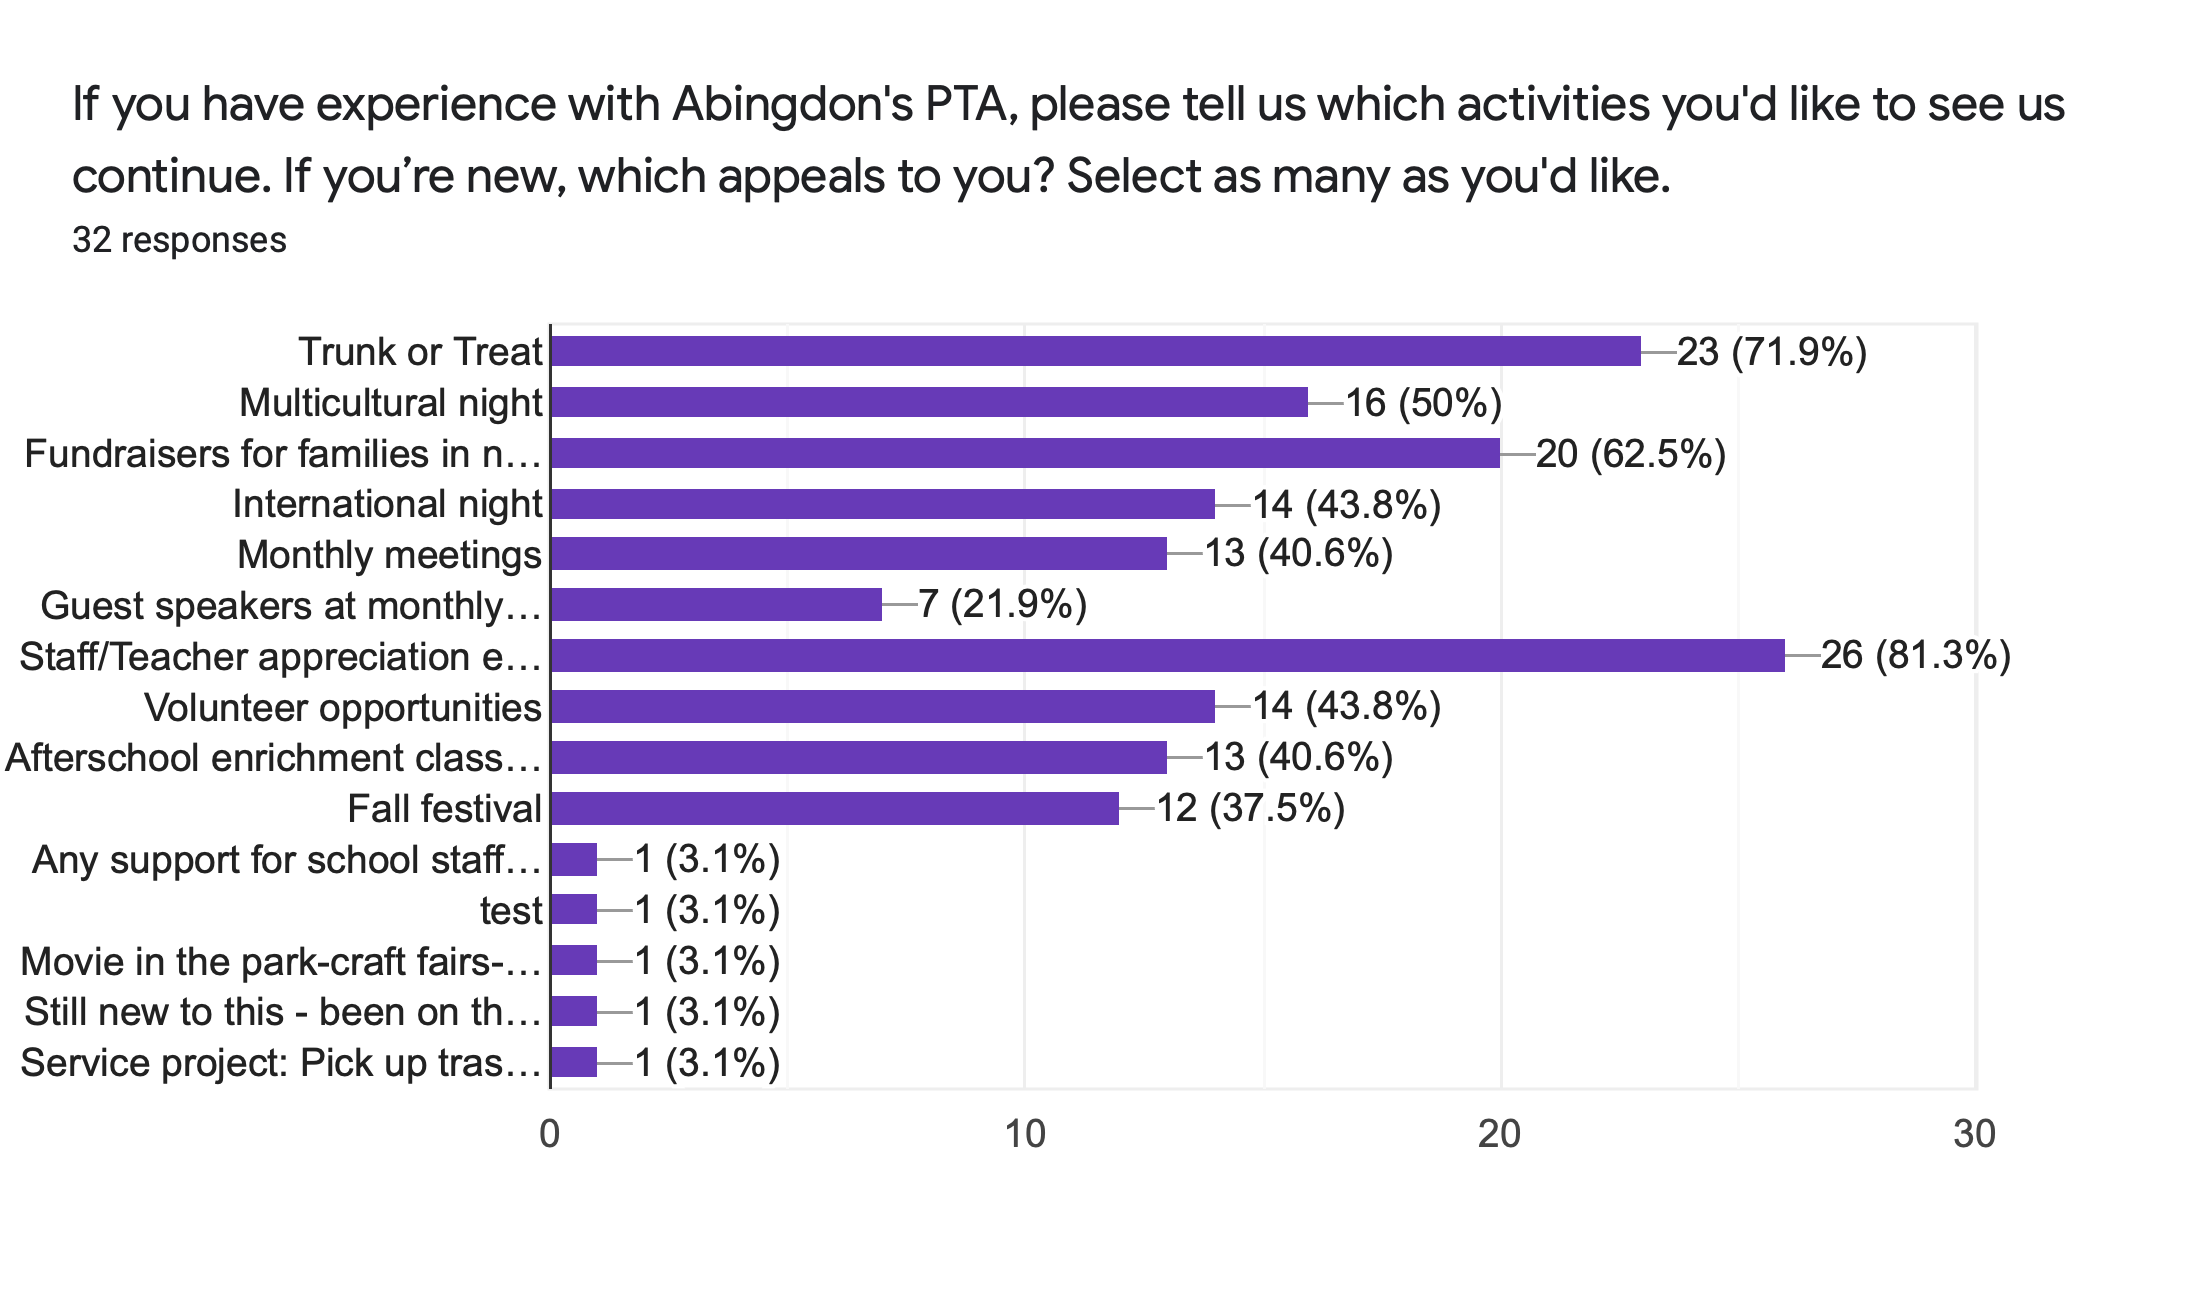 If you have experience with Abingdon's PTA, please tell us which activities you'd like to see us
continue. If you’re new, which appeals to you? Select as many as you'd like.
32 responses
Trunk or Treat 23 (71.9%)
Multicultural night 16 (50%)
Fundraisers for families in n… 20 (62.5%)
International night 14 (43.8%)
Monthly meetings 13 (40.6%)
Guest speakers at monthly… 7 (21.9%)
Staff/Teacher appreciation e… 26 (81.3%)
Volunteer opportunities 14 (43.8%)
Afterschool enrichment class… 13 (40.6%)
Fall festival 12 (37.5%)
Any support for school staff… 1 (3.1%)
test 1 (3.1%)
Movie in the park-craft fairs-… 1 (3.1%)
Still new to this - been on th… 1 (3.1%)
Service project: Pick up tras… 1 (3.1%)
0 10 20 30